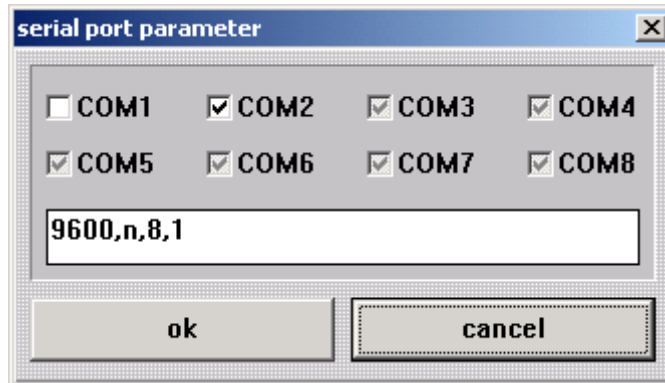 serial port parameter
COM1 COM2 COM3 COM4
COM5 COM6 COM7 COM8
9600,n,8,1
ok cancel